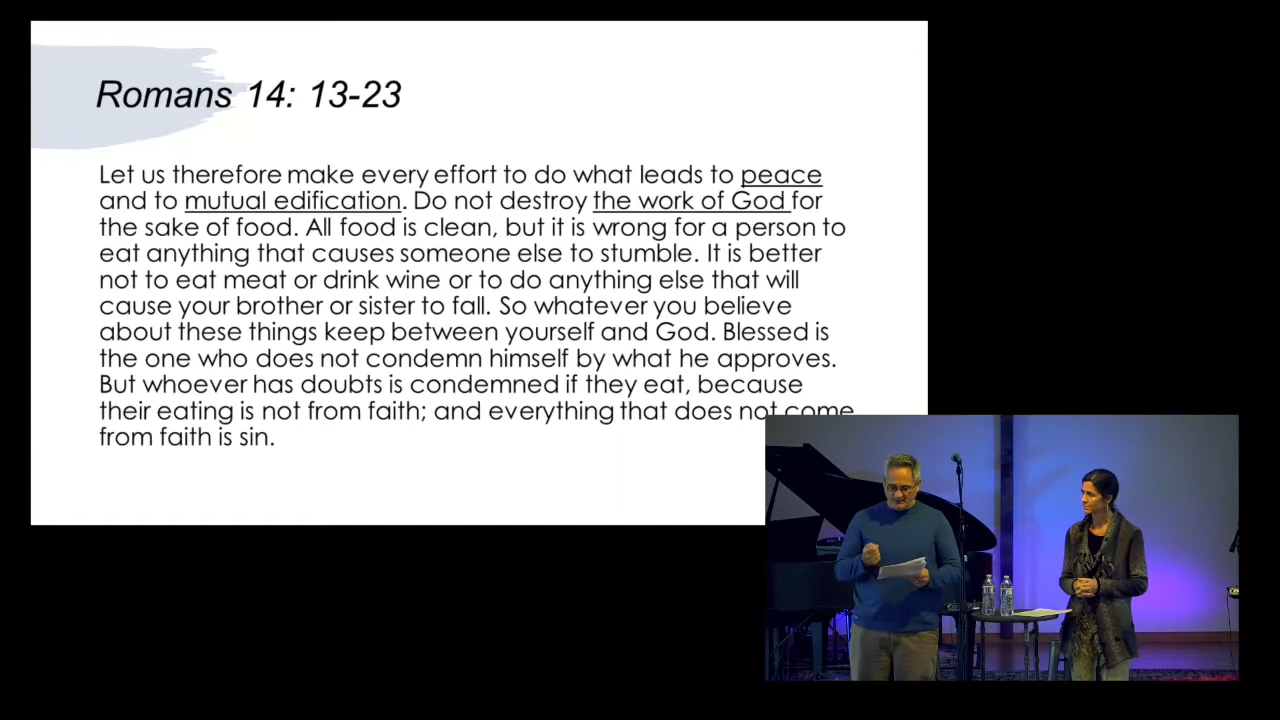 Romans 14: 13-23
Let us therefore make every effort to do what leads to peace
and to mutual edification. Do not destroy the work of God for
the sake of food. All food is clean, but it is wrong for a person to
eat anything that causes someone else to stumble. It is better
not to eat meat or drink wine or to do anything else that will
cause your brother or sister to fall. So whatever you believe
about these things keep between yourself and God. Blessed is
the one who does not condemn himself by what he approves.
But whoever has doubts is condemned if they eat, because
their eating is not from faith; and everything that does not come
from faith is sin.